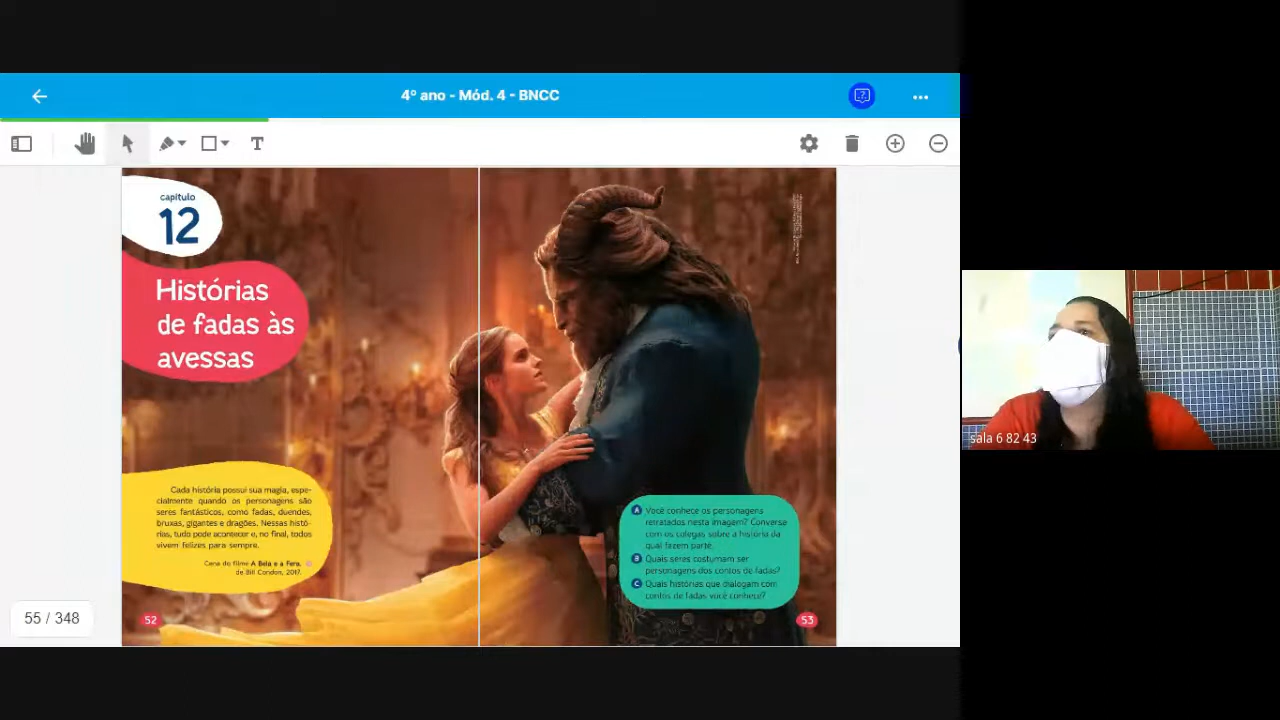 4º ano - Mód. 4 - BNCC
T
capítulo
12
Histórias
de fadas às
avessas
Cada história possui sua magia, espe-
cialmente quando os personagens são
seres fantásticos, como fadas, duendes,
bruxas, gigantes e dragões. Nessas histó-
rias, tudo pode acontecer e, no final, todos
vivem felizes para sempre.
Cena do filme A Bela e a Fera,
de Bill Condon, 2017.
A Você conhece os personagens
retratados nesta imagem? Converse
com os colegas sobre a história da
qual fazem parte.
B Quais seres costumam ser
personagens dos contos de fadas?
C Quais histórias que dialogam com
contos de fadas você conhece?
55 / 348
52
53
sala 6 82 43